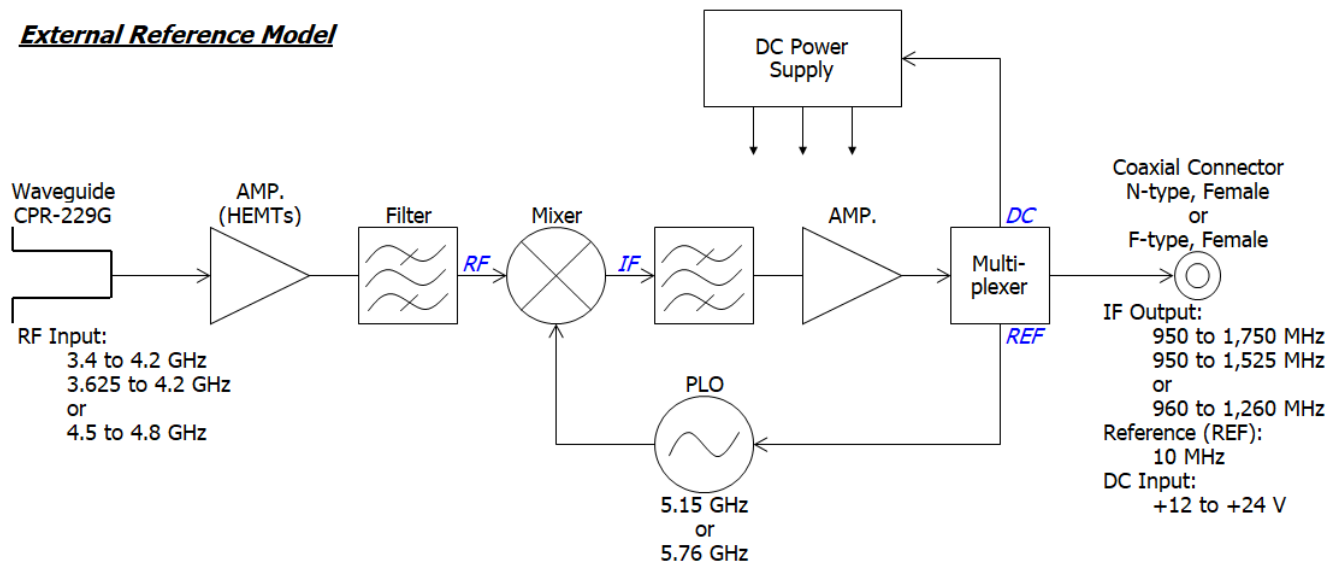 External Reference Model
DC Power
Supply
Waveguide
CPR-229G
AMP.
(HEMTs)
Filter
RF
Mixer
IF
AMP.
DC
Multi-
plexer
REF
Coaxial Connector
N-type, Female
or
F-type, Female
RF Input:
3.4 to 4.2 GHz
3.625 to 4.2 GHz
or
4.5 to 4.8 GHz
PLO
5.15 GHz
or
5.76 GHz
IF Output:
950 to 1,750 MHz
950 to 1,525 MHz
or
960 to 1,260 MHz
Reference (REF):
10 MHz
DC Input:
+12 to +24 V